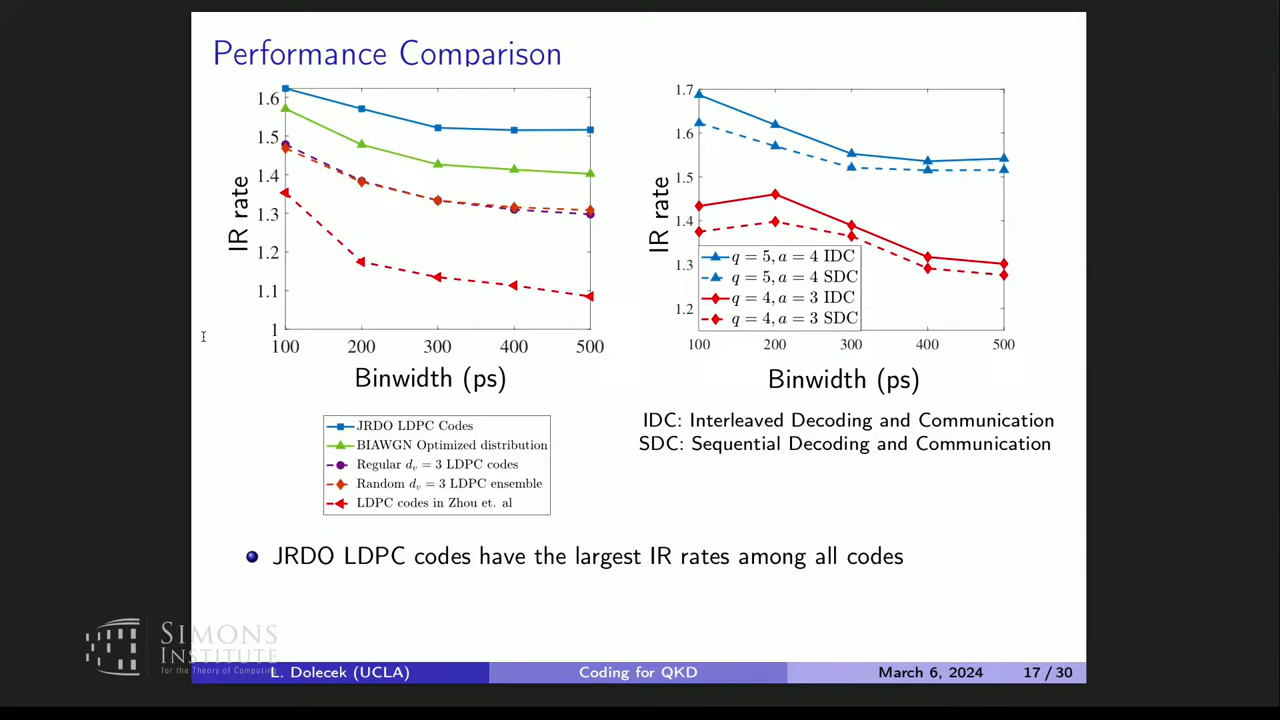 Performance Comparison
1.6
1.5
1.4
1.3
1.2
1.1
1
IR rate
100 200 300 400 500
Binwidth (ps)
JRDO LDPC Codes
BIAWGN Optimized distribution
Regular d_v = 3 LDPC codes
Random d_v = 3 LDPC ensemble
LDPC codes in Zhou et. al
1.7
1.6
1.5
1.4
1.3
1.2
IR rate
q = 5, a = 4 IDC
q = 5, a = 4 SDC
q = 4, a = 3 IDC
q = 4, a = 3 SDC
100 200 300 400 500
Binwidth (ps)
IDC: Interleaved Decoding and Communication
SDC: Sequential Decoding and Communication
JRDO LDPC codes have the largest IR rates among all codes
SIMONS
INSTITUTE
for the Theory of Computing
L. Dolecek (UCLA) Coding for QKD March 6, 2024 17 / 30